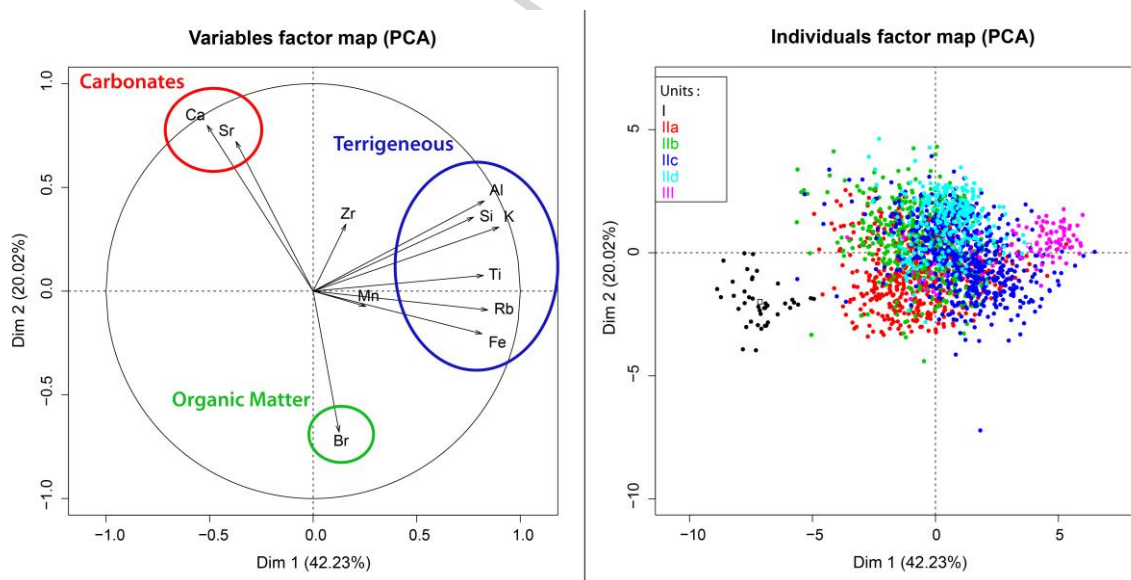 Variables factor map (PCA)
Carbonates
Ca
Sr
Terrigeneous
Al
Si K
Zr
Ti
Mn
Rb
Fe
Organic Matter
Br
1.0
0.5
0.0
−0.5
−1.0
Dim 2 (20.02%)
−1.0 −0.5 0.0 0.5 1.0
Dim 1 (42.23%)
Individuals factor map (PCA)
Units :
I
IIa
IIb
IIc
IId
III
5
0
−5
−10
Dim 2 (20.02%)
−10 −5 0 5
Dim 1 (42.23%)